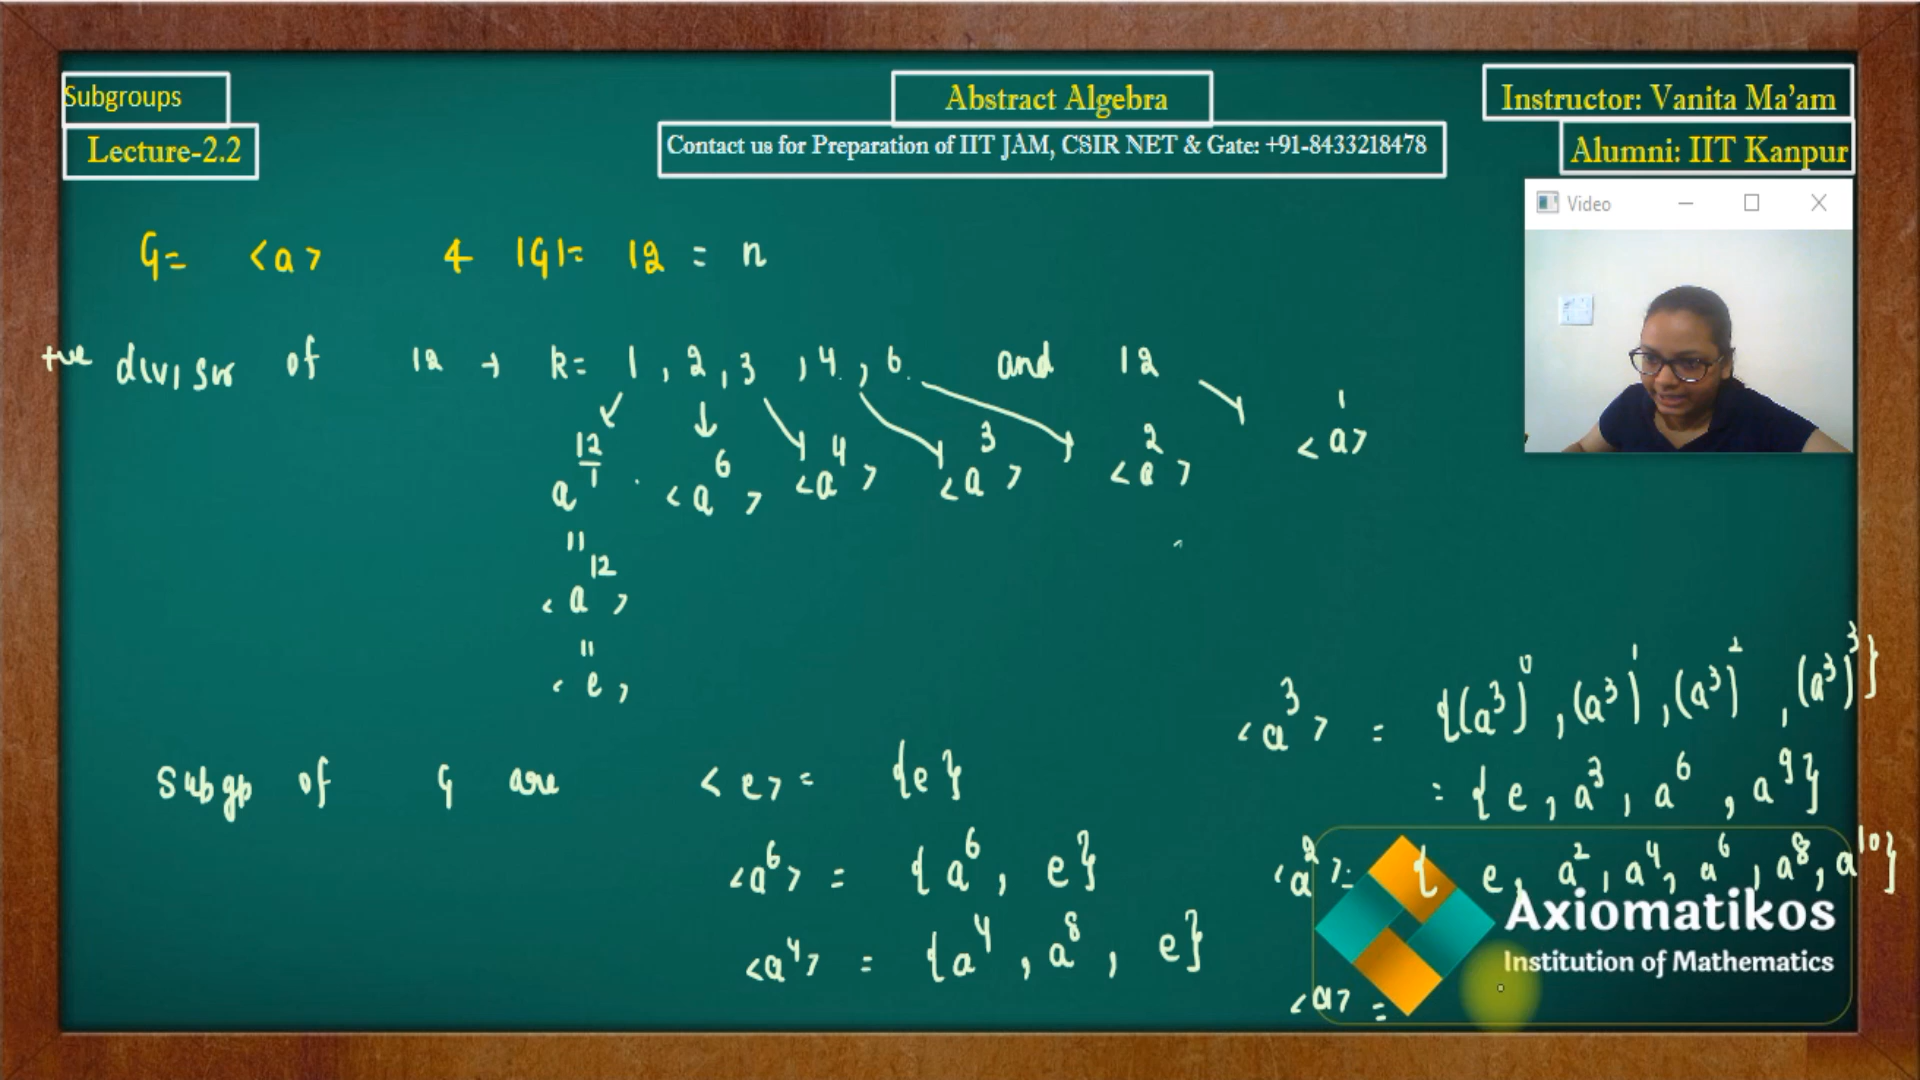 Subgroups
Lecture-2.2
Abstract Algebra
Contact us for Preparation of IIT JAM, CSIR NET & Gate: +91-8433218478
Instructor: Vanita Ma'am
Alumni: IIT Kanpur
Video
G = <a> & |G| = 12 = n
+ve divisor of 12 → k = 1, 2, 3, 4, 6 and 12
a^(12/1) <a^6> <a^4> <a^3> <a^2> <a^1>
=
<a^12>
=
<e>
Subgp of G are <e> = {e}
<a^6> = {a^6, e}
<a^4> = {a^4, a^8, e}
<a^3> = {(a^3)^0, (a^3)^1, (a^3)^2, (a^3)^3}
= {e, a^3, a^6, a^9}
<a^2> = {e, a^2, a^4, a^6, a^8, a^10}
<a> =
Axiomatikos
Institution of Mathematics